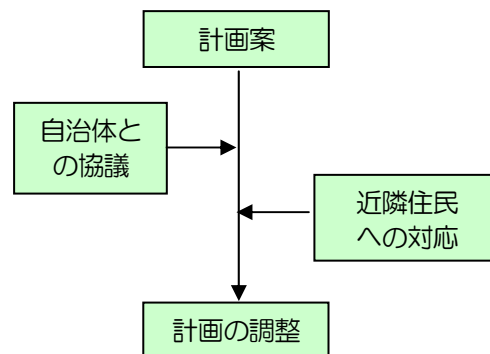 計画案
自治体と
の協議
近隣住民
への対応
計画の調整